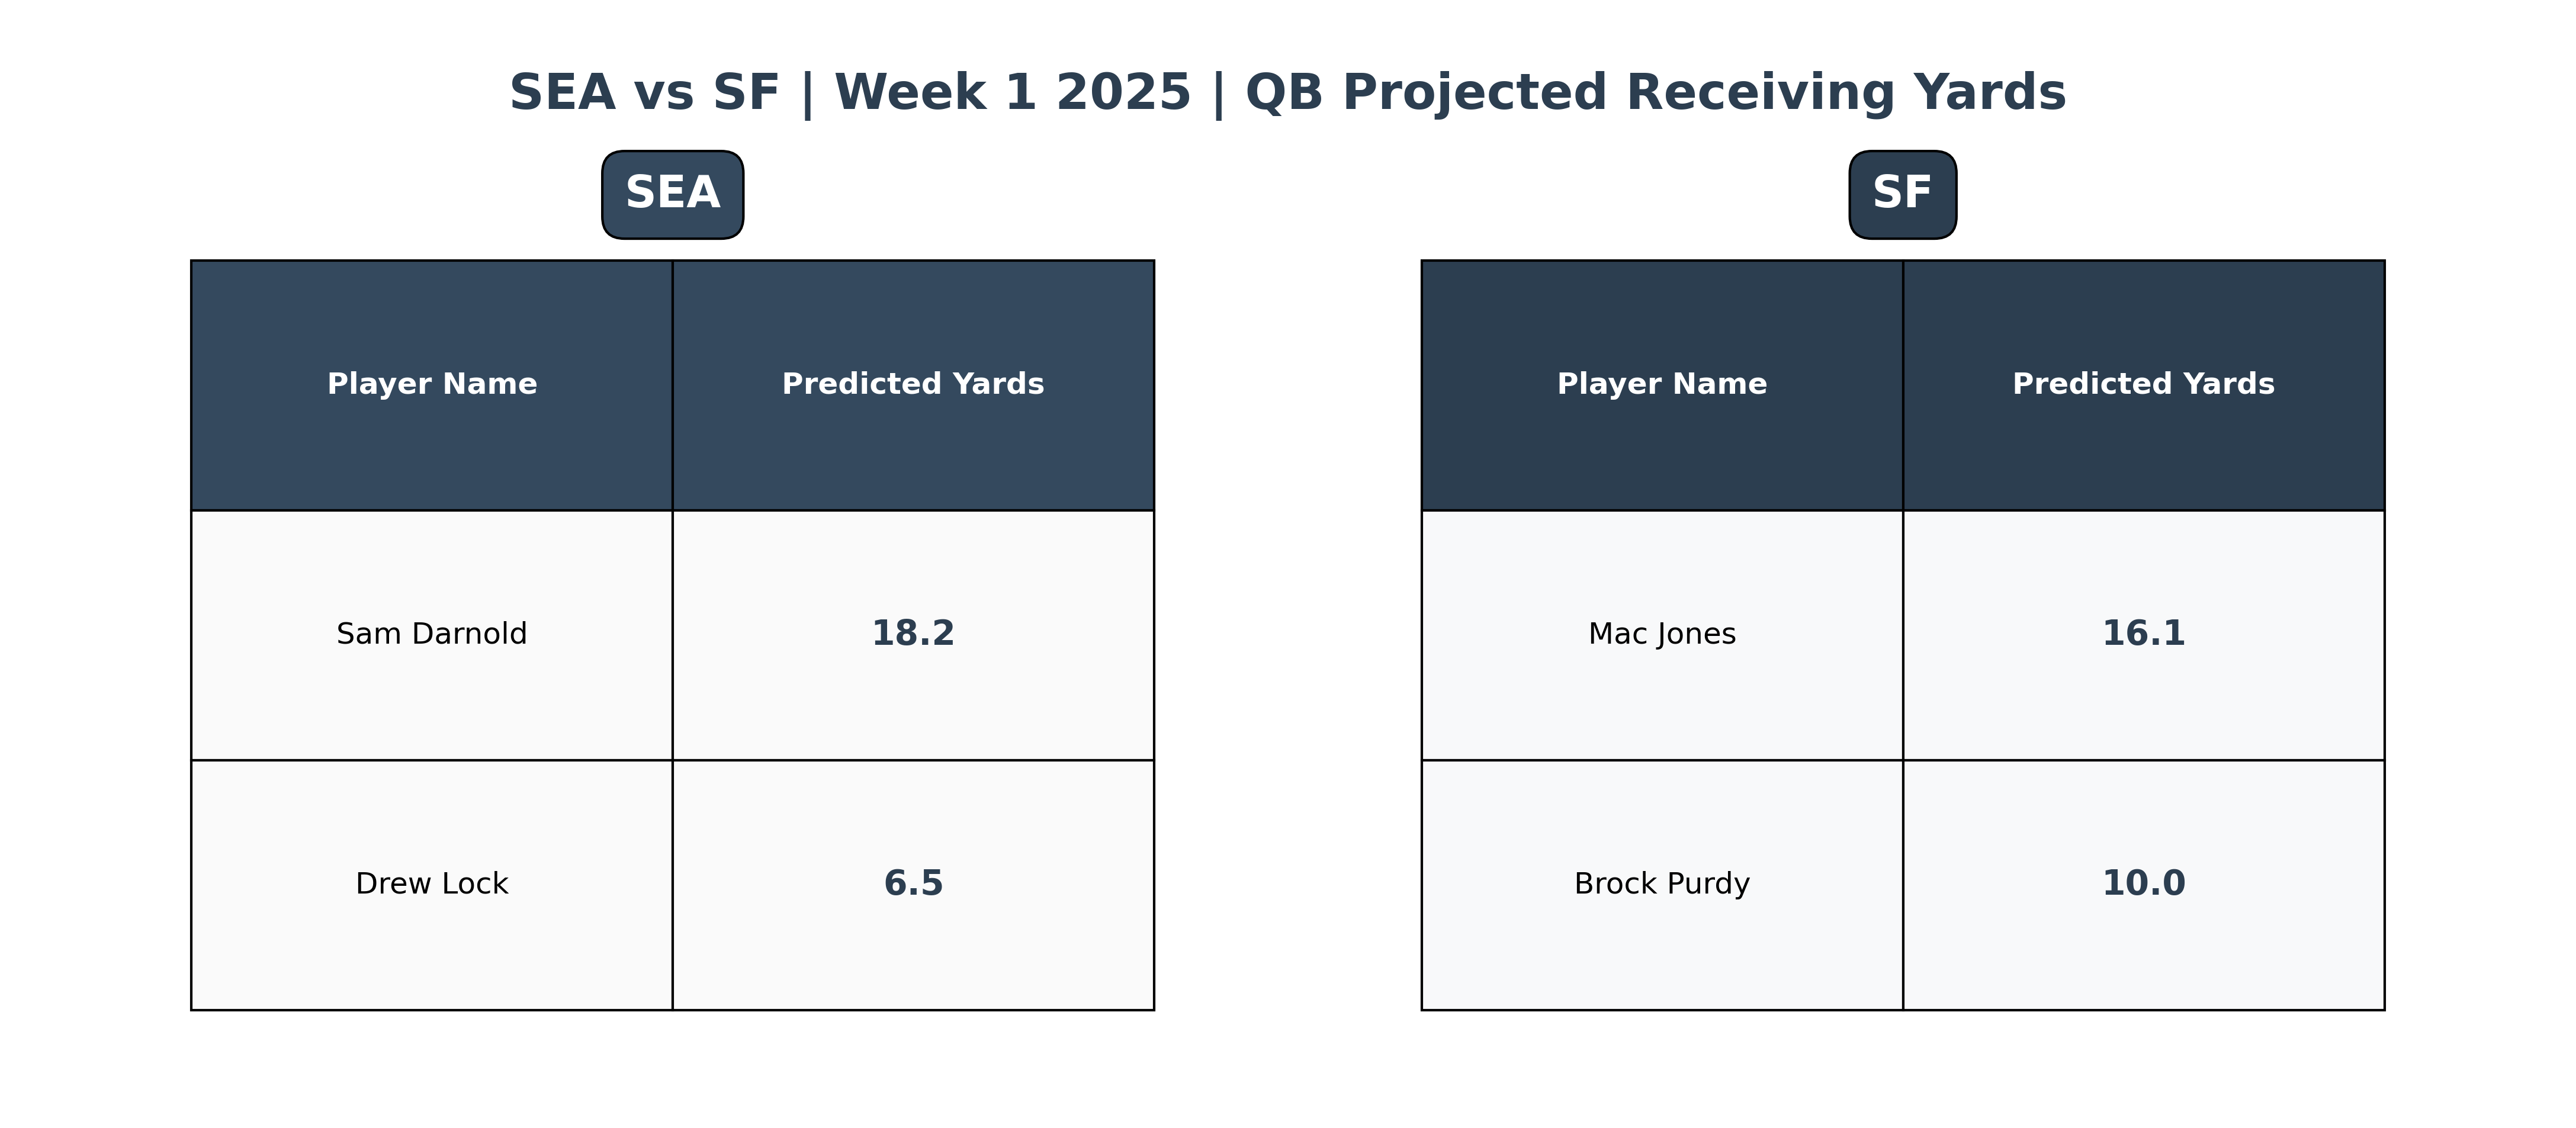 SEA vs SF | Week 1 2025 | QB Projected Receiving Yards
SEA
Player Name Predicted Yards
Sam Darnold 18.2
Drew Lock 6.5
SF
Player Name Predicted Yards
Mac Jones 16.1
Brock Purdy 10.0